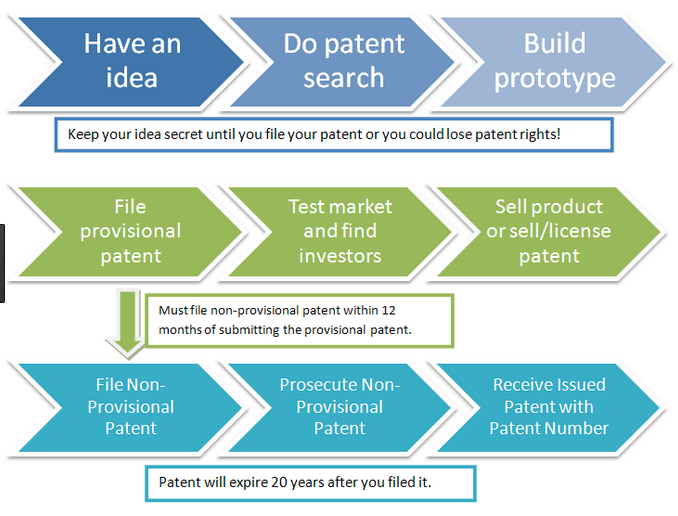 Have an
idea
Do patent
search
Build
prototype
Keep your idea secret until you file your patent or you could lose patent rights!
File
provisional
patent
Test market
and find
investors
Sell product
or sell/license
patent
Must file non-provisional patent within 12
months of submitting the provisional patent.
File Non-
Provisional
Patent
Prosecute Non-
Provisional
Patent
Receive Issued
Patent with
Patent Number
Patent will expire 20 years after you filed it.